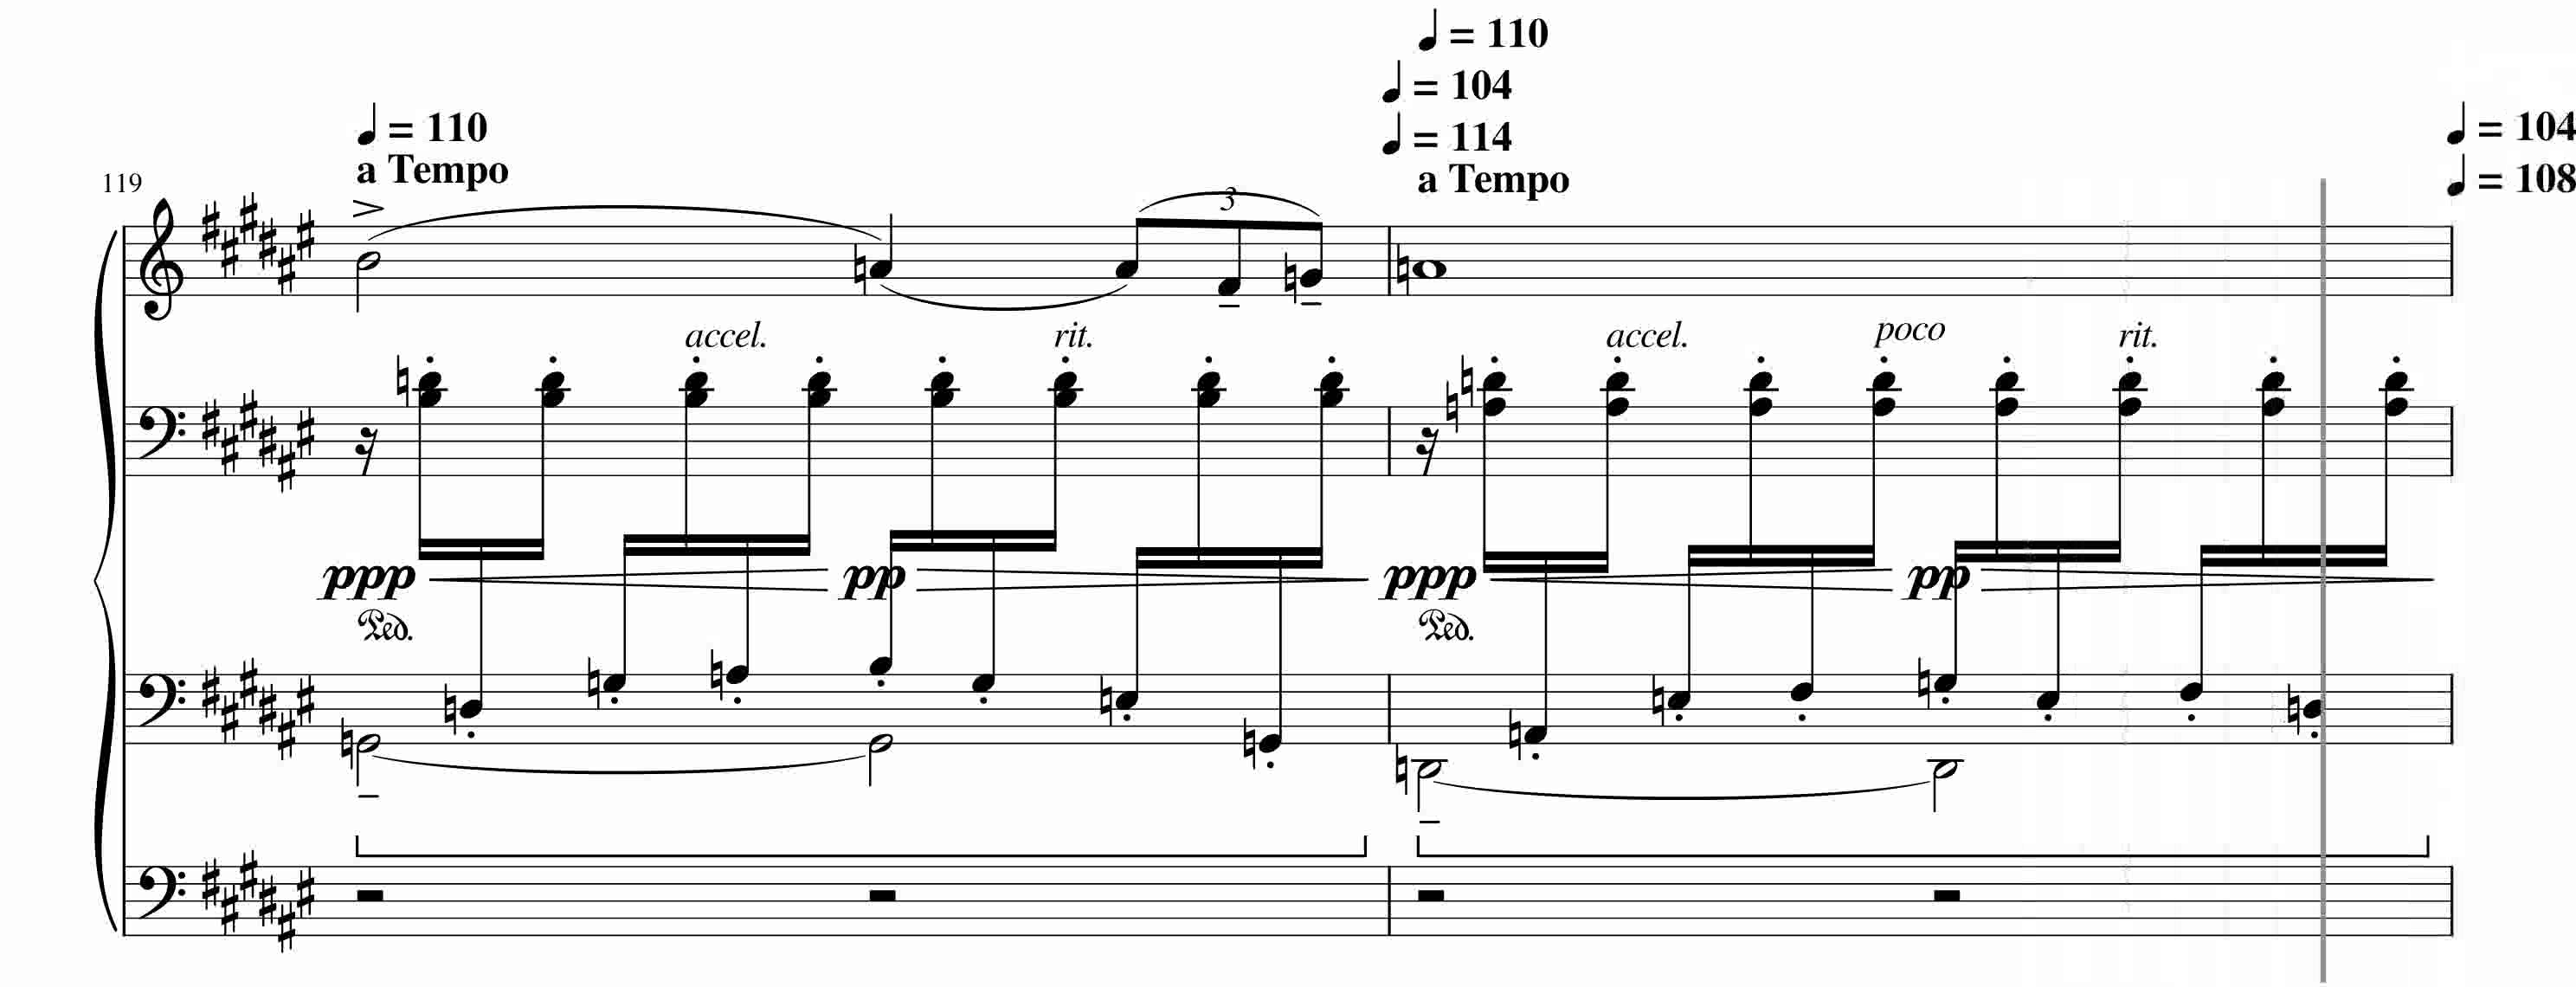 ♩ = 110
♩ = 104
♩ = 110
♩ = 114
♩ = 104
a Tempo
a Tempo
♩ = 108
119
3
accel.
rit.
accel.
poco
rit.
ppp
pp
ppp
pp
Ped.
Ped.